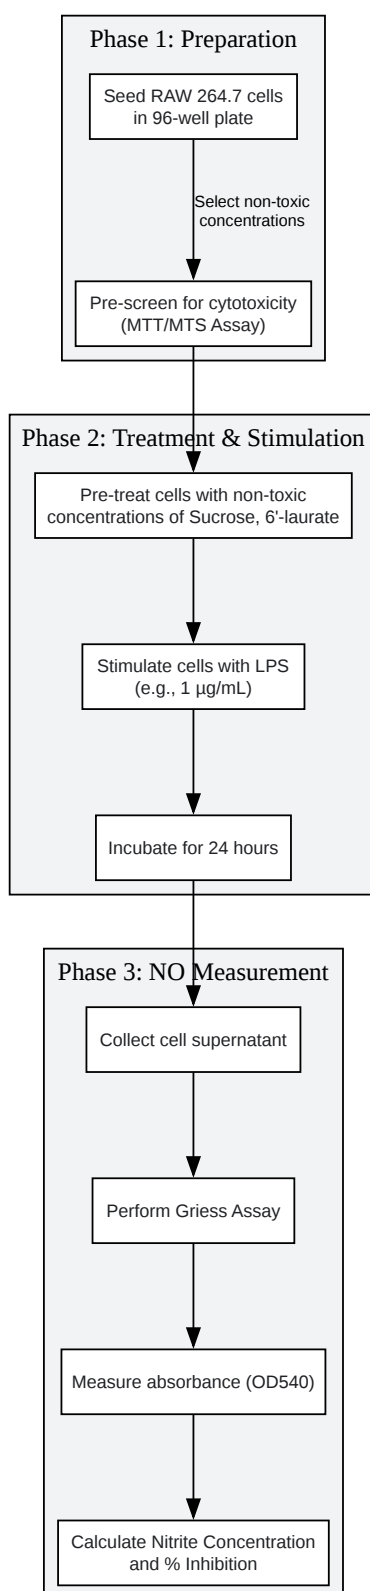 Phase 1: Preparation
Seed RAW 264.7 cells
in 96-well plate
Select non-toxic
concentrations
Pre-screen for cytotoxicity
(MTT/MTS Assay)
Phase 2: Treatment & Stimulation
Pre-treat cells with non-toxic
concentrations of Sucrose, 6'-laurate
Stimulate cells with LPS
(e.g., 1 µg/mL)
Incubate for 24 hours
Phase 3: NO Measurement
Collect cell supernatant
Perform Griess Assay
Measure absorbance (OD540)
Calculate Nitrite Concentration
and % Inhibition